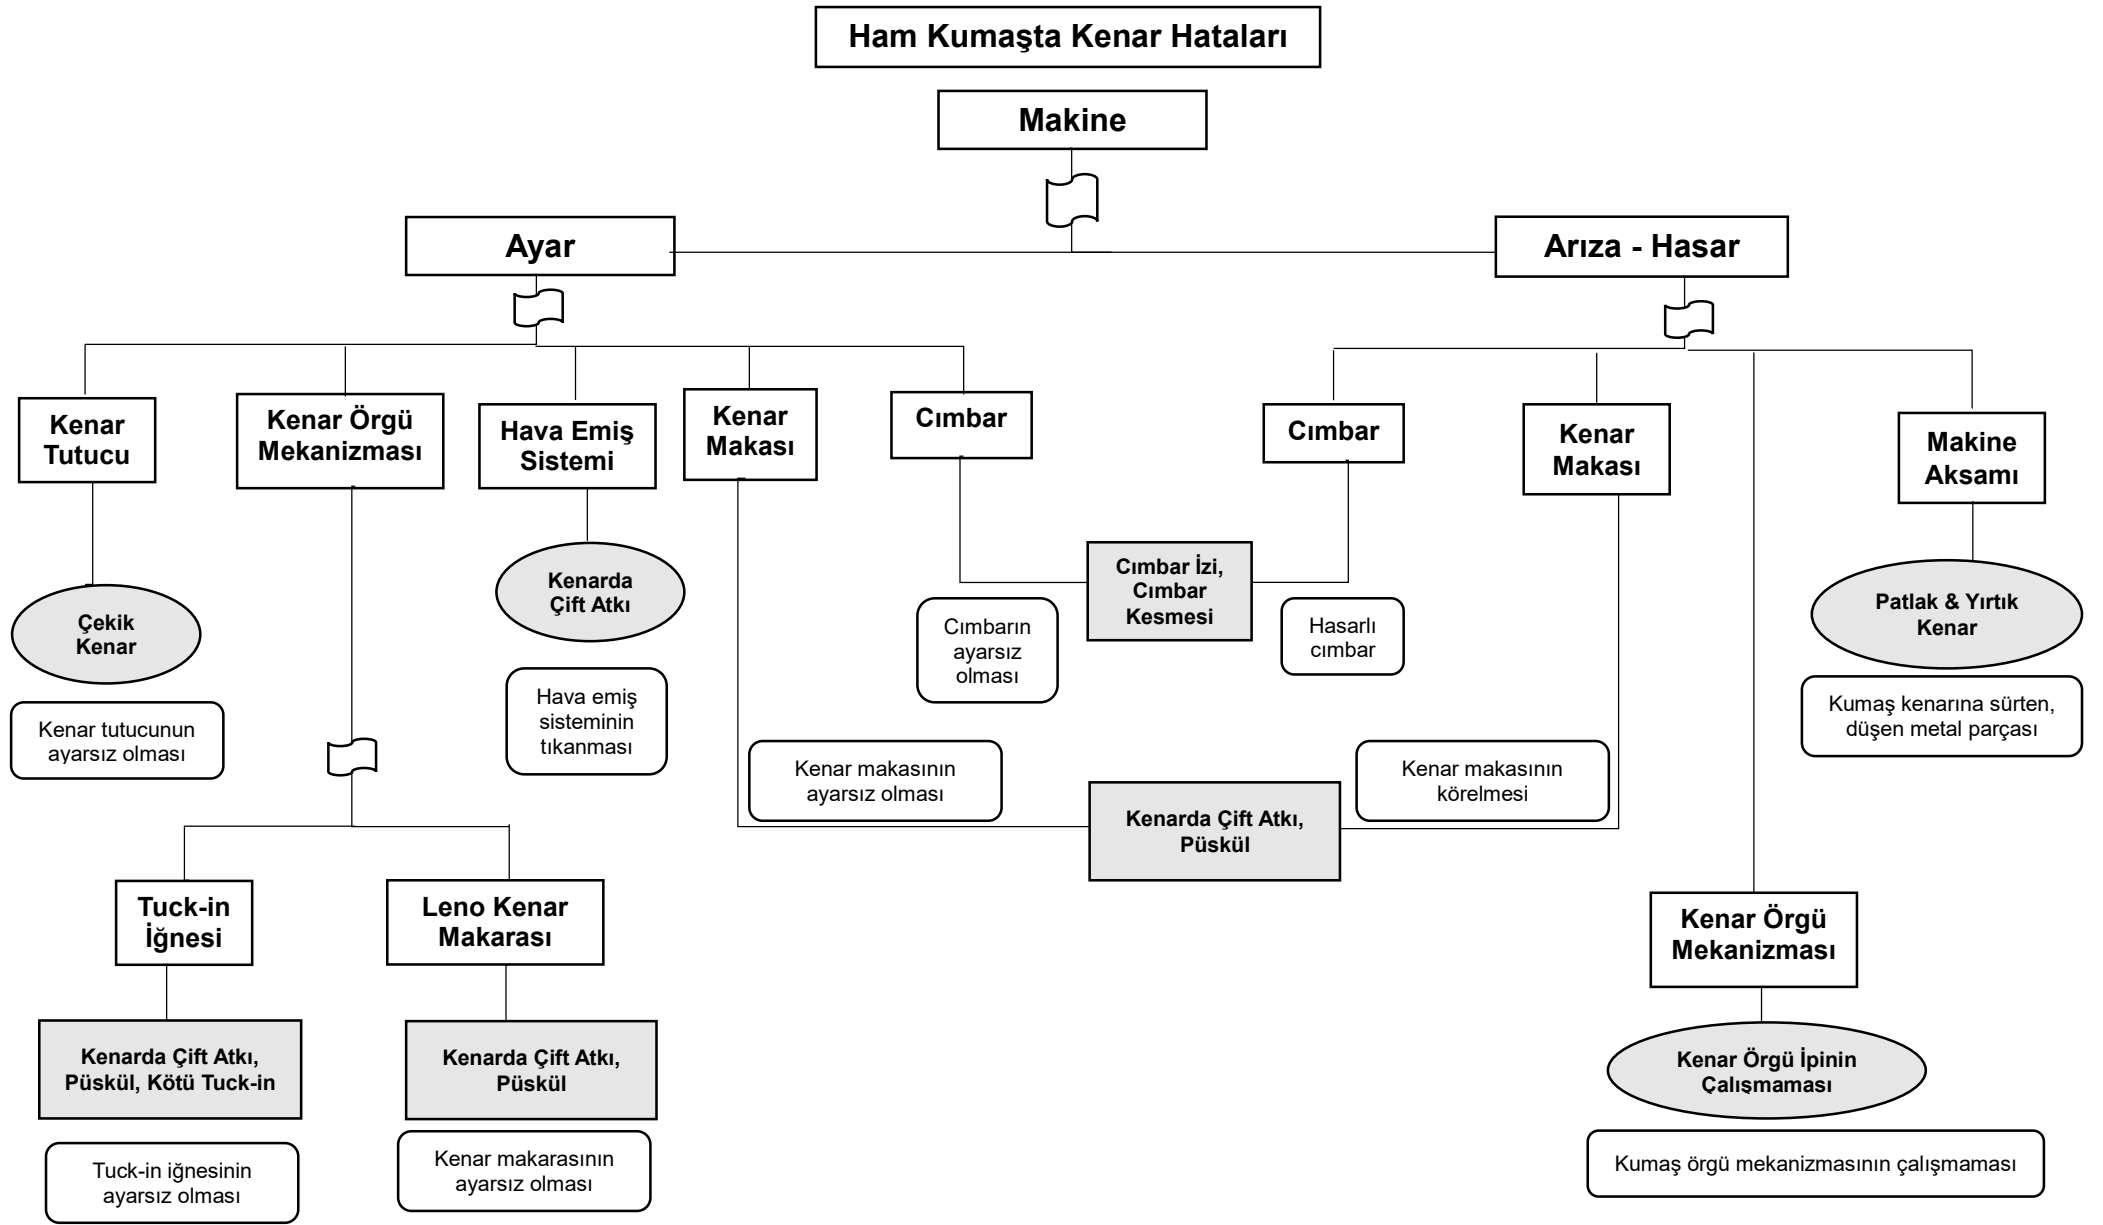 Ham Kumaşta Kenar Hataları
Makine
Ayar
Arıza - Hasar
Kenar
Tutucu
Kenar Örgü
Mekanizması
Hava Emiş
Sistemi
Kenar
Makası
Cımbar
Cımbar
Kenar
Makası
Makine
Aksamı
Çekik
Kenar
Kenarda
Çift Atkı
Cımbar İzi,
Cımbar
Kesmesi
Patlak & Yırtık
Kenar
Kenar tutucunun
ayarsız olması
Hava emiş
sisteminin
tıkanması
Cımbarın
ayarsız
olması
Hasarlı
cımbar
Kumaş kenarına sürten,
düşen metal parçası
Kenar makasının
ayarsız olması
Kenarda Çift Atkı,
Püskül
Kenar makasının
körelmesi
Tuck-in
İğnesi
Leno Kenar
Makarası
Kenar Örgü
Mekanizması
Kenarda Çift Atkı,
Püskül, Kötü Tuck-in
Kenarda Çift Atkı,
Püskül
Kenar Örgü İpinin
Çalışmaması
Tuck-in iğnesinin
ayarsız olması
Kenar makarasının
ayarsız olması
Kumaş örgü mekanizmasının çalışmaması